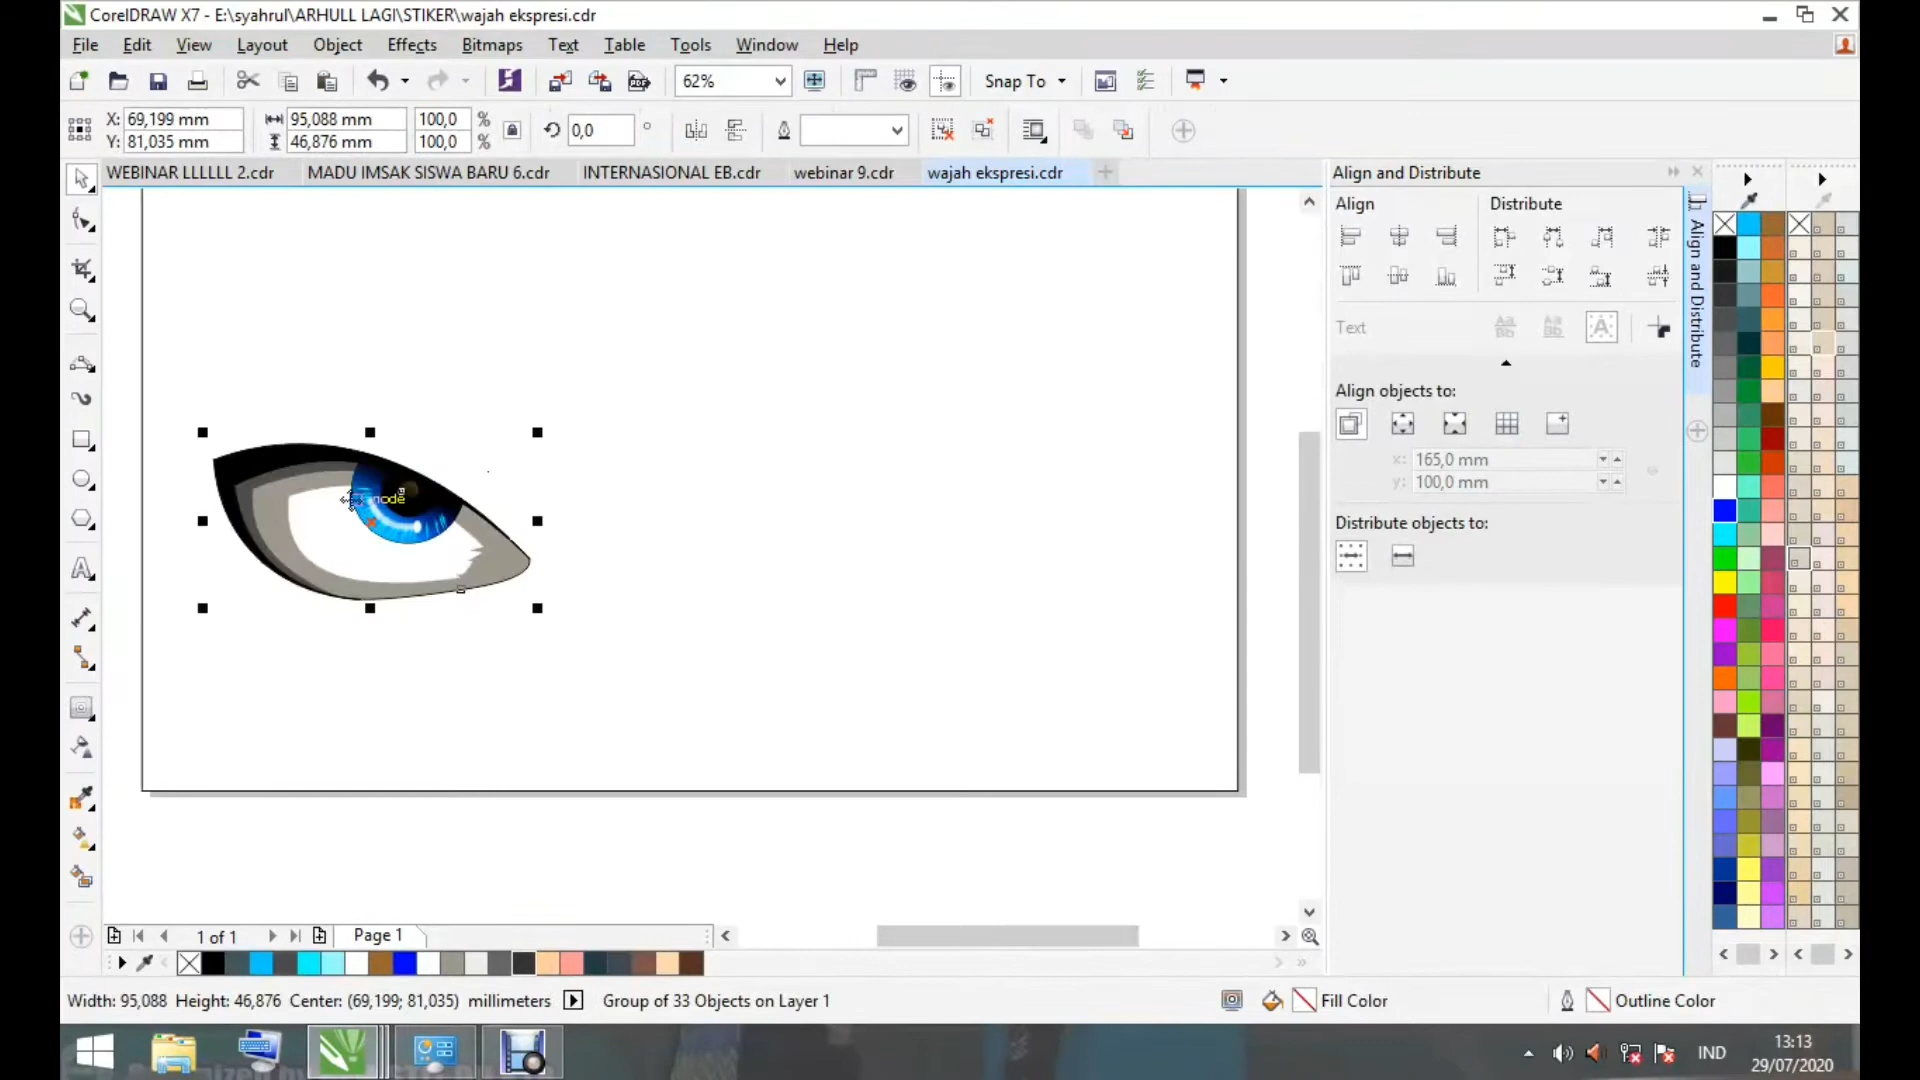 CorelDRAW X7 - E:\syahrul\ARHULL LAGI\STIKER\wajah ekspresi.cdr
File Edit View Layout Object Effects Bitmaps Text Table Tools Window Help
62% Snap To
X: 69,199 mm 95,088 mm 100,0 % 0,0 °
Y: 81,035 mm 46,876 mm 100,0 %
WEBINAR LLLLLL 2.cdr MADU IMSAK SISWA BARU 6.cdr INTERNASIONAL EB.cdr webinar 9.cdr wajah ekspresi.cdr
Align and Distribute
Align Distribute
Align and Distribute
Text
Align objects to:
x: 165,0 mm
y: 100,0 mm
node
Distribute objects to:
1 of 1 Page 1
Width: 95,088 Height: 46,876 Center: (69,199; 81,035) millimeters Group of 33 Objects on Layer 1 Fill Color Outline Color
IND 13:13
29/07/2020